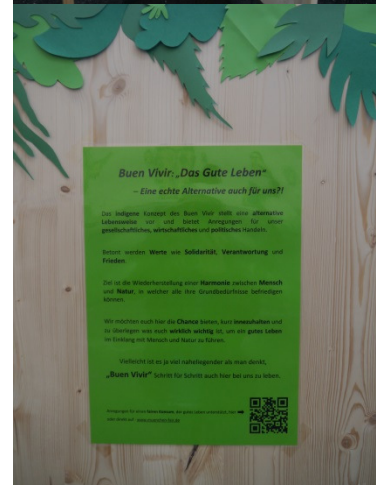 Buen Vivir: „Das Gute Leben“
– Eine echte Alternative auch für uns?!
Das indigene Konzept des Buen Vivir stellt eine alternative
Lebensweise vor und bietet Anregungen für unser
gesellschaftliches, wirtschaftliches und politisches Handeln.
Betont werden Werte wie Solidarität, Verantwortung und
Frieden.
Ziel ist die Wiederherstellung einer Harmonie zwischen Mensch
und Natur, in welcher alle ihre Grundbedürfnisse befriedigen
können.
Wir möchten euch hier die Chance bieten, kurz innezuhalten und
zu überlegen was euch wirklich wichtig ist, um ein gutes Leben
im Einklang mit Mensch und Natur zu führen.
Vielleicht ist es ja viel naheliegender als man denkt,
„Buen Vivir“ Schritt für Schritt auch hier bei uns zu leben.